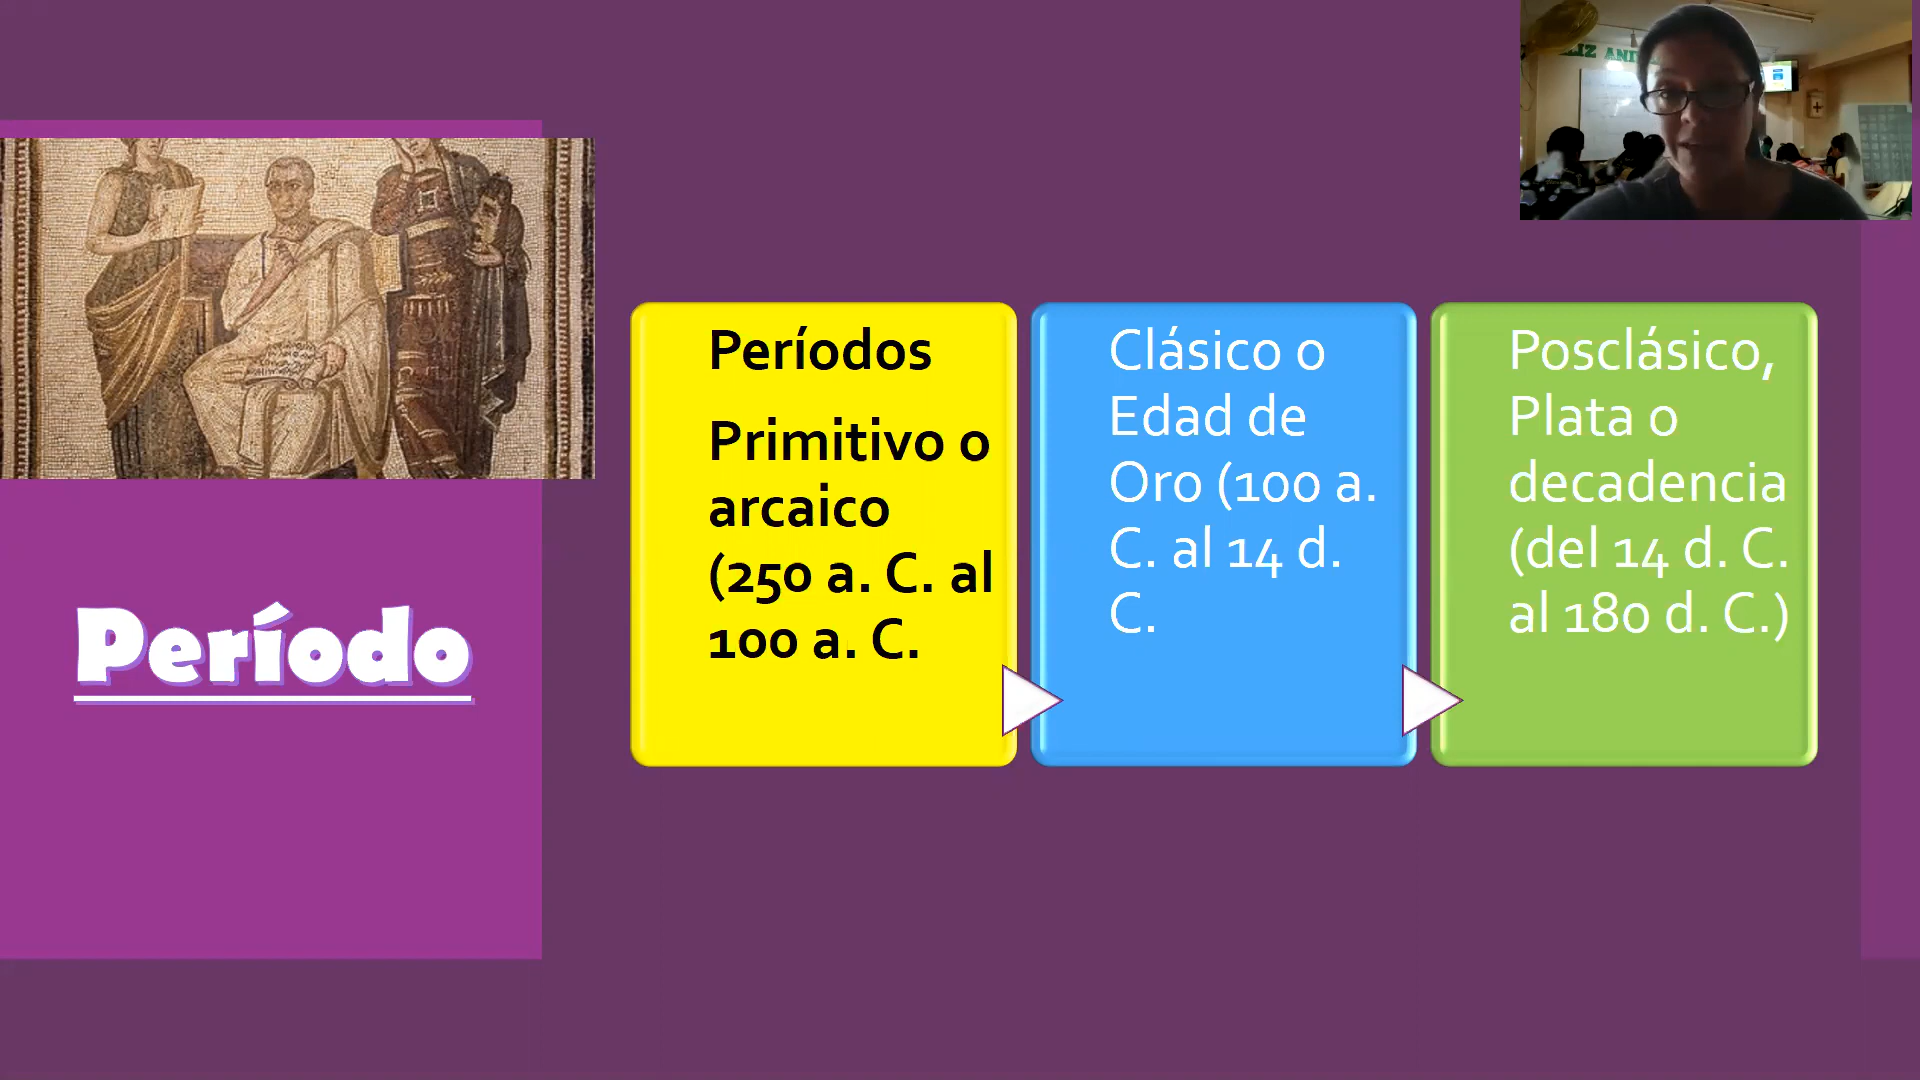 Período
Períodos
Primitivo o
arcaico
(250 a. C. al
100 a. C.
Clásico o
Edad de
Oro (100 a.
C. al 14 d.
C.
Posclásico,
Plata o
decadencia
(del 14 d. C.
al 180 d. C.)